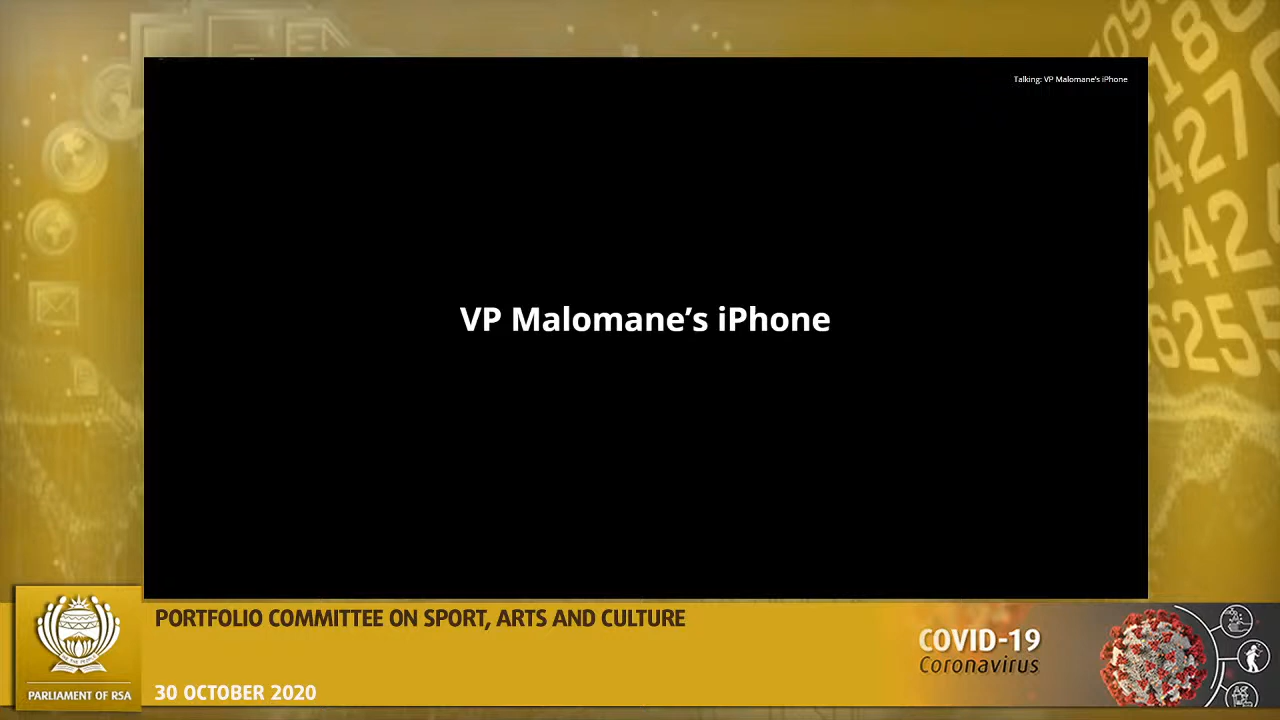 Talking: VP Malomane's iPhone
VP Malomane’s iPhone
PORTFOLIO COMMITTEE ON SPORT, ARTS AND CULTURE
COVID-19
Coronavirus
PARLIAMENT OF RSA
30 OCTOBER 2020